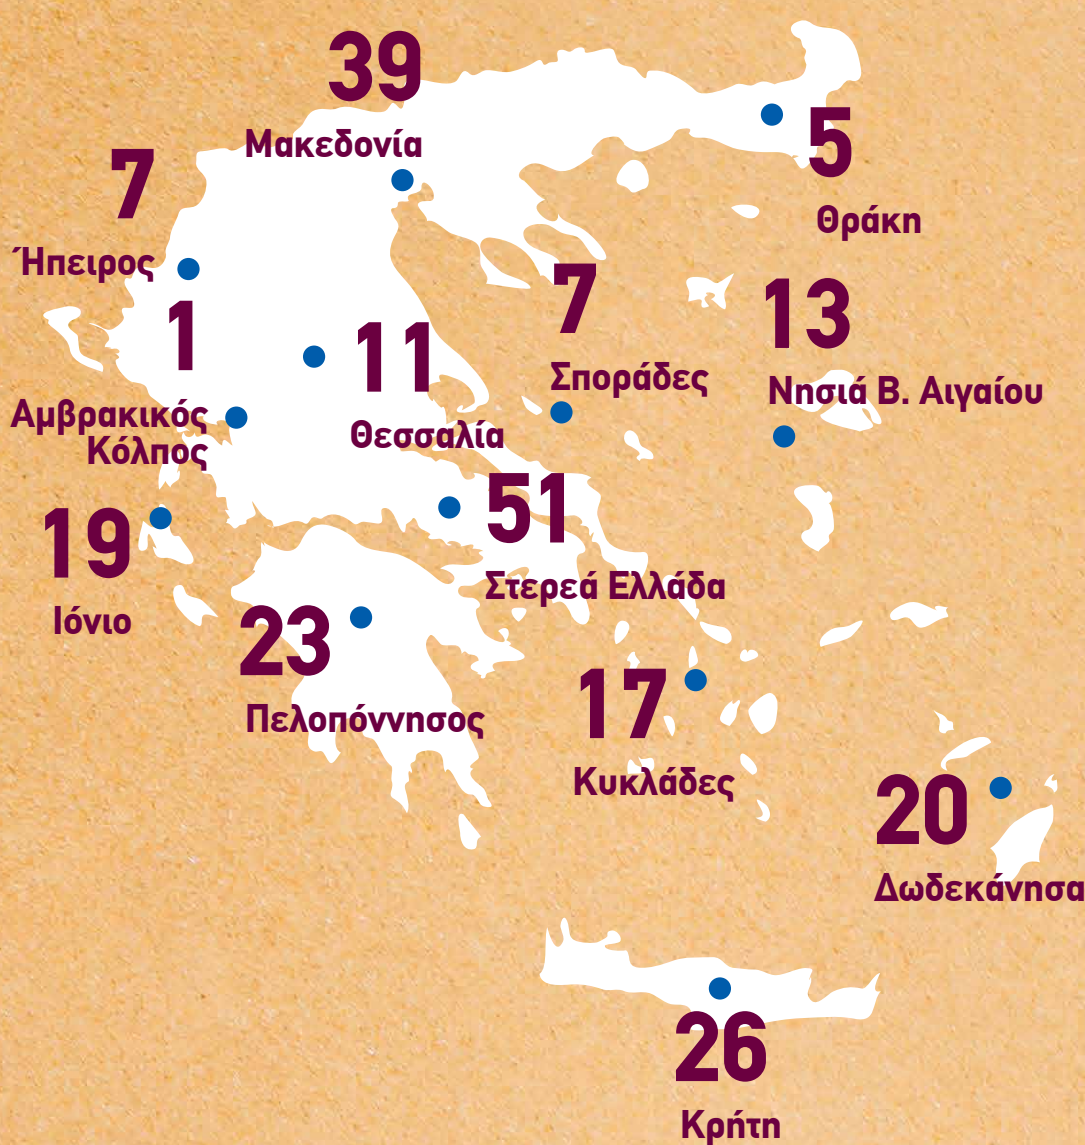 39
Μακεδονία
5
Θράκη
7
Ήπειρος
7
Σποράδες
13
Νησιά Β. Αιγαίου
1
Αμβρακικός
Κόλπος
11
Θεσσαλία
51
Στερεά Ελλάδα
19
Ιόνιο
23
Πελοπόννησος
17
Κυκλάδες
20
Δωδεκάνησα
26
Κρήτη